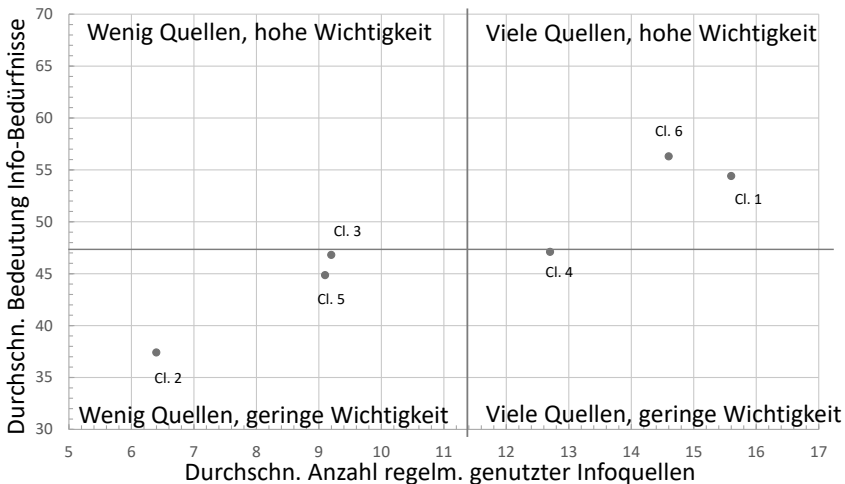 70
Wenig Quellen, hohe Wichtigkeit
Viele Quellen, hohe Wichtigkeit
65
60
Cl. 6
55
Cl. 1
50
Cl. 3
Cl. 4
45
Cl. 5
40
Cl. 2
35
Wenig Quellen, geringe Wichtigkeit
Viele Quellen, geringe Wichtigkeit
30
5 6 7 8 9 10 11 12 13 14 15 16 17
Durchschn. Anzahl regelm. genutzter Infoquellen
Durchschn. Bedeutung Info-Bedürfnisse